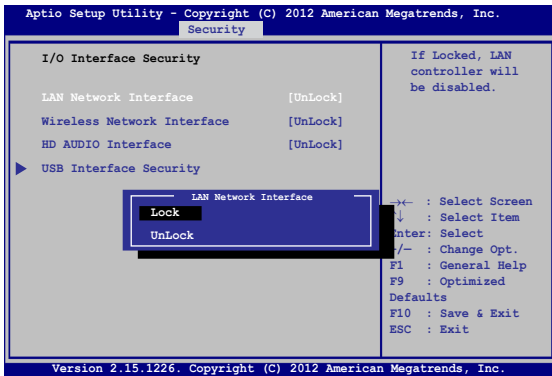 Aptio Setup Utility - Copyright (C) 2012 American Megatrends, Inc.
Security
I/O Interface Security
LAN Network Interface [UnLock]
Wireless Network Interface [UnLock]
HD AUDIO Interface [UnLock]
USB Interface Security
LAN Network Interface
Lock
UnLock
If Locked, LAN
controller will
be disabled.
→← : Select Screen
↓ : Select Item
Enter: Select
/— : Change Opt.
F1 : General Help
F9 : Optimized
Defaults
F10 : Save & Exit
ESC : Exit
Version 2.15.1226. Copyright (C) 2012 American Megatrends, Inc.